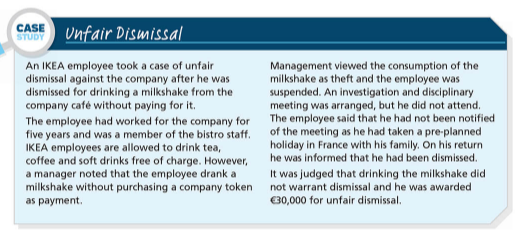 CASE
STUDY
Unfair Dismissal
An IKEA employee took a case of unfair
dismissal against the company after he was
dismissed for drinking a milkshake from the
company café without paying for it.
The employee had worked for the company for
five years and was a member of the bistro staff.
IKEA employees are allowed to drink tea,
coffee and soft drinks free of charge. However,
a manager noted that the employee drank a
milkshake without purchasing a company token
as payment.
Management viewed the consumption of the
milkshake as theft and the employee was
suspended. An investigation and disciplinary
meeting was arranged, but he did not attend.
The employee said that he had not been notified
of the meeting as he had taken a pre-planned
holiday in France with his family. On his return
he was informed that he had been dismissed.
It was judged that drinking the milkshake did
not warrant dismissal and he was awarded
€30,000 for unfair dismissal.